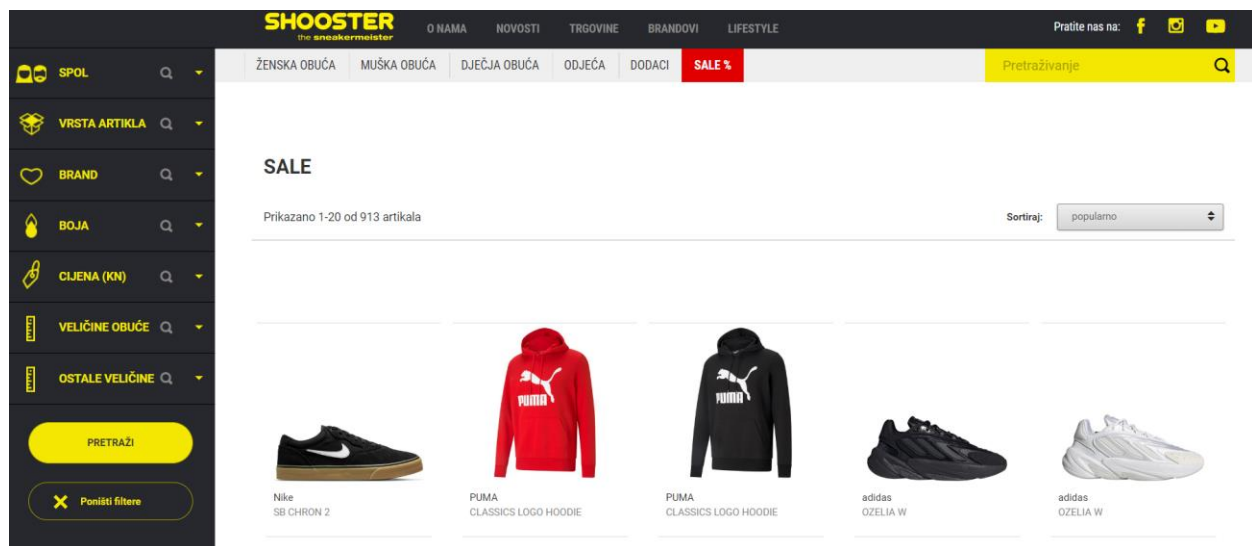 SHOOSTER
the sneakermeister
O NAMA NOVOSTI TRGOVINE BRANDOVI LIFESTYLE
Pratite nas na:
ŽENSKA OBUĆA MUŠKA OBUĆA DJEČJA OBUĆA ODJEĆA DODACI SALE %
Pretraživanje
SPOL
VRSTA ARTIKLA
BRAND
BOJA
CIJENA (KN)
VELIČINE OBUĆE
OSTALE VELIČINE
PRETRAŽI
Poništi filtere
SALE
Prikazano 1-20 od 913 artikala
Sortiraj: popularno
PUMA
PUMA
Nike
SB CHRON 2
PUMA
CLASSICS LOGO HOODIE
PUMA
CLASSICS LOGO HOODIE
adidas
OZELIA W
adidas
OZELIA W